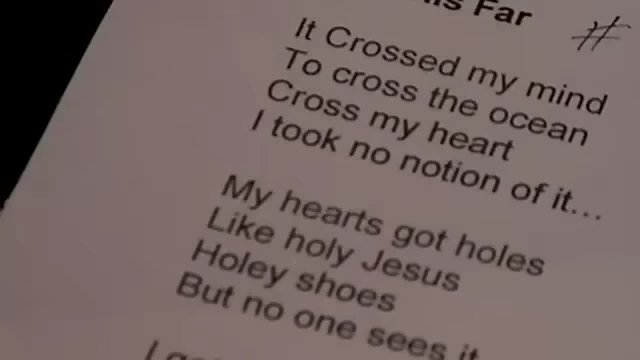 Far
#
It Crossed my mind
To cross the ocean
Cross my heart
I took no notion of it...
My hearts got holes
Like holy Jesus
Holey shoes
But no one sees it
I